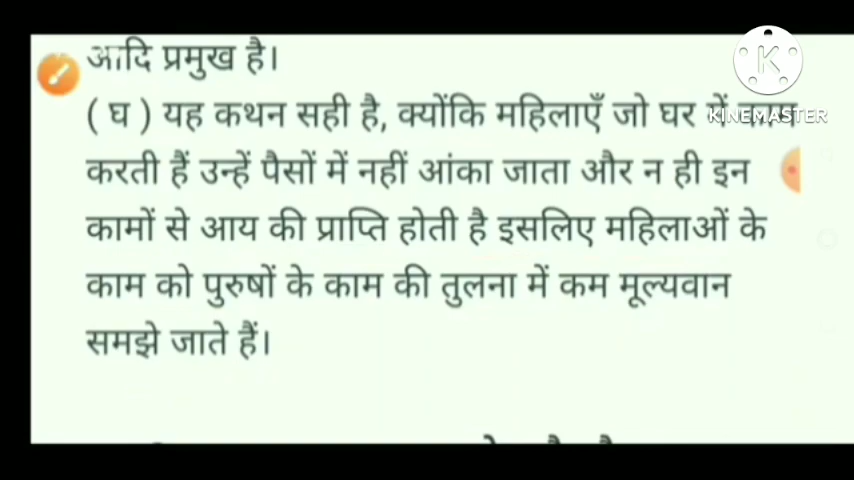 आदि प्रमुख है।
( घ ) यह कथन सही है, क्योंकि महिलाएँ जो घर में काम
करती हैं उन्हें पैसों में नहीं आंका जाता और न ही इन
कामों से आय की प्राप्ति होती है इसलिए महिलाओं के
काम को पुरुषों के काम की तुलना में कम मूल्यवान
समझे जाते हैं।
KINEMASTER